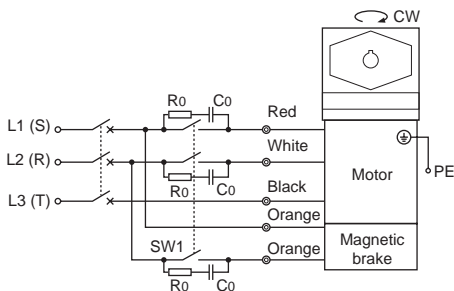 CW
R0 C0
Red
L1 (S)
White
L2 (R)
R0 C0
Motor
PE
Black
L3 (T)
Orange
SW1
Orange
Magnetic
brake
R0 C0